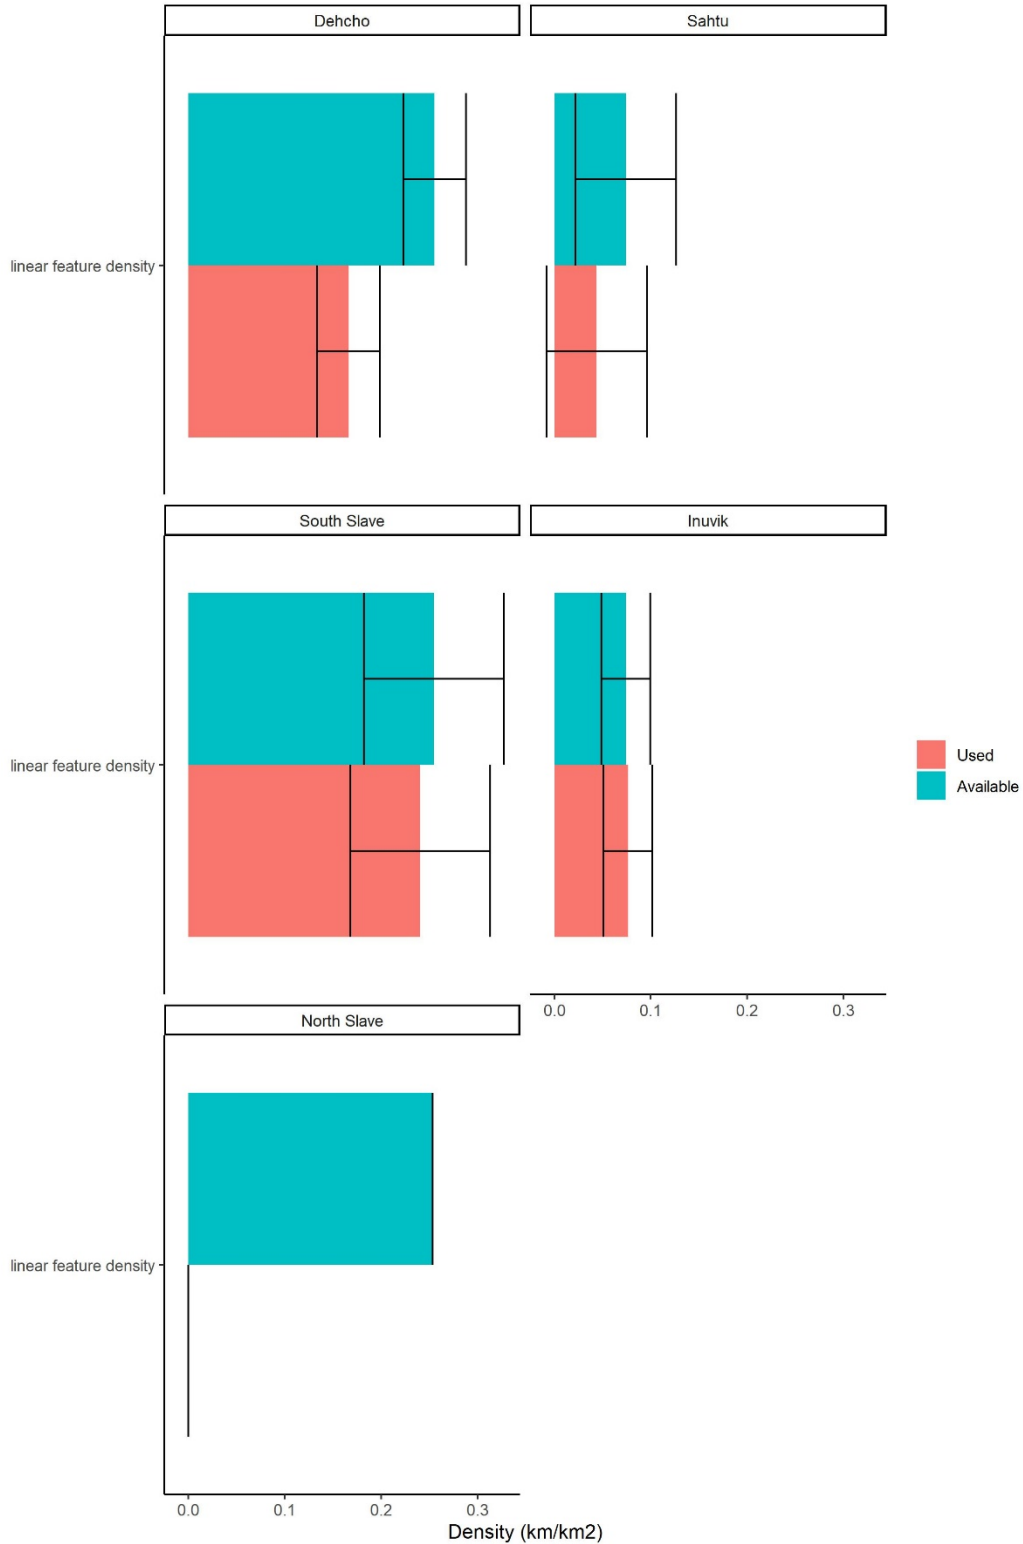 Dehcho
Sahtu
linear feature density
South Slave
Inuvik
linear feature density
Used
Available
0.0 0.1 0.2 0.3
North Slave
linear feature density
0.0 0.1 0.2 0.3
Density (km/km2)